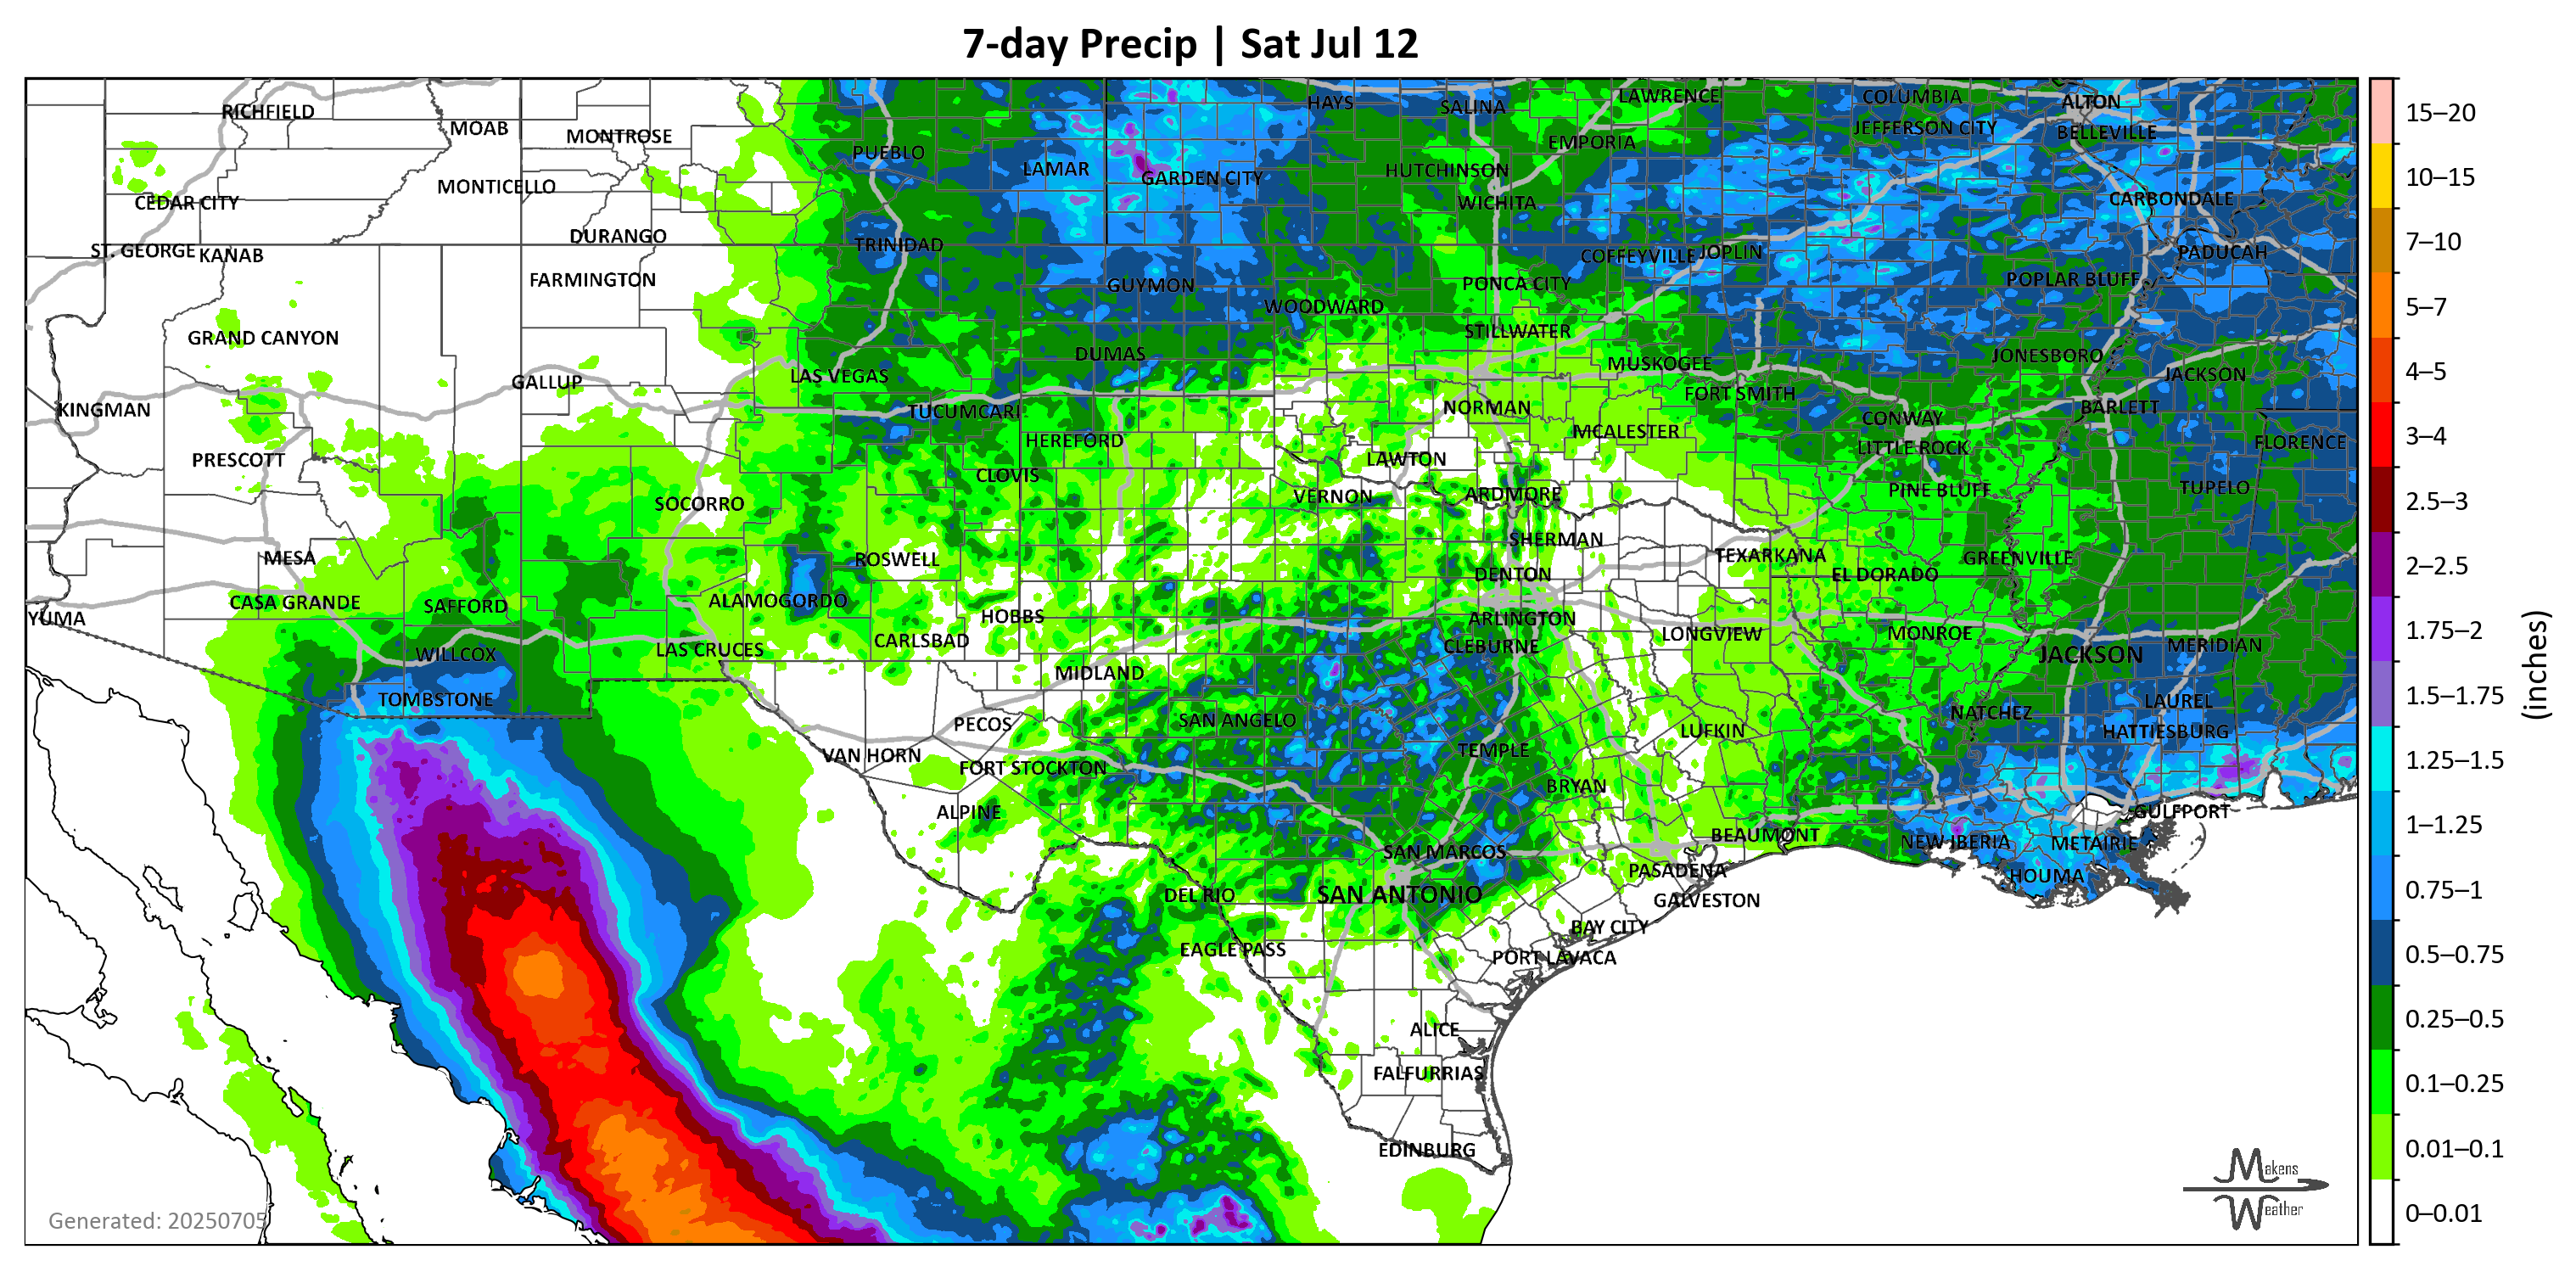 7-day Precip | Sat Jul 12
RICHFIELD
MOAB
MONTROSE
PUEBLO
LAMAR
GARDEN CITY
HAYS
SALINA
LAWRENCE
EMPORIA
COLUMBIA
ALTON
JEFFERSON CITY
BELLEVILLE
HUTCHINSON
WICHITA
MONTICELLO
CEDAR CITY
CARBONDALE
ST. GEORGE
KANAB
DURANGO
TRINIDAD
COFFEYVILLE
JOPLIN
PADUCAH
FARMINGTON
GUYMON
WOODWARD
PONCA CITY
POPLAR BLUFF
GRAND CANYON
STILLWATER
DUMAS
MUSKOGEE
JONESBORO
JACKSON
GALLUP
LAS VEGAS
FORT SMITH
KINGMAN
TUCUMCARI
NORMAN
CONWAY
BARLETT
HEREFORD
MCALESTER
LITTLE ROCK
FLORENCE
PRESCOTT
CLOVIS
LAWTON
SOCORRO
VERNON
ARDMORE
PINE BLUFF
TUPELO
MESA
ROSWELL
SHERMAN
TEXARKANA
GREENVILLE
DENTON
EL DORADO
CASA GRANDE
SAFFORD
ALAMOGORDO
YUMA
HOBBS
ARLINGTON
WILLCOX
LAS CRUCES
CARLSBAD
CLEBURNE
LONGVIEW
MONROE
JACKSON
MERIDIAN
TOMBSTONE
MIDLAND
PECOS
SAN ANGELO
NATCHEZ
LAUREL
VAN HORN
FORT STOCKTON
TEMPLE
LUFKIN
HATTIESBURG
ALPINE
BRYAN
GULFPORT
BEAUMONT
NEW IBERIA
METAIRIE
SAN MARCOS
PASADENA
HOUMA
DEL RIO
SAN ANTONIO
GALVESTON
EAGLE PASS
BAY CITY
PORT LAVACA
ALICE
FALFURRIAS
EDINBURG
Generated: 20250705
Makens
Weather
15–20
10–15
7–10
5–7
4–5
3–4
2.5–3
2–2.5
1.75–2
1.5–1.75
1.25–1.5
1–1.25
0.75–1
0.5–0.75
0.25–0.5
0.1–0.25
0.01–0.1
0–0.01
(inches)